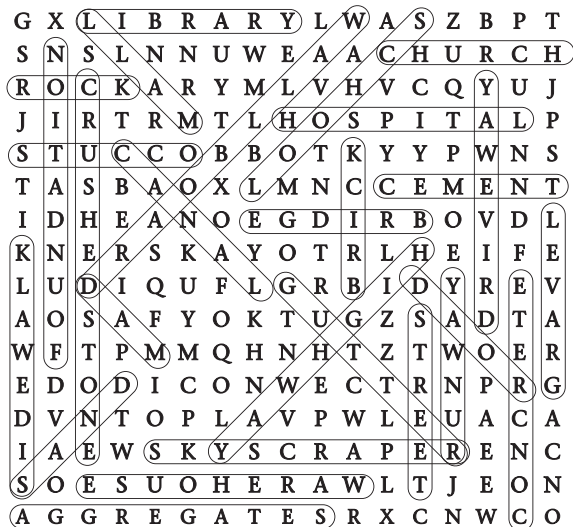 G X L I B R A R Y L W A S Z B P T
S N S L N N U W E A A C H U R C H
R O C K A R Y M L V H V C Q Y U J
J I R T R M T L H O S P I T A L P
S T U C C O B B O T K Y Y P W N S
T A S B A O X L M N C C E M E N T
I D H E A N O E G D I R B O V D L
K N E R S K A Y O T R L H E I F E
L U D I Q U F L G R B I D Y R E V
A O S A F Y O K T U G Z S A D T A
W F T P M M Q H N H T Z T W O E R
E D O D I C O N W E C T R N P R G
D V N T O P L A V P W L E U A C A
I A E W S K Y S C R A P E R E N C
S O E S U O H E R A W L T J E O N
A G G R E G A T E S R X C N W C O